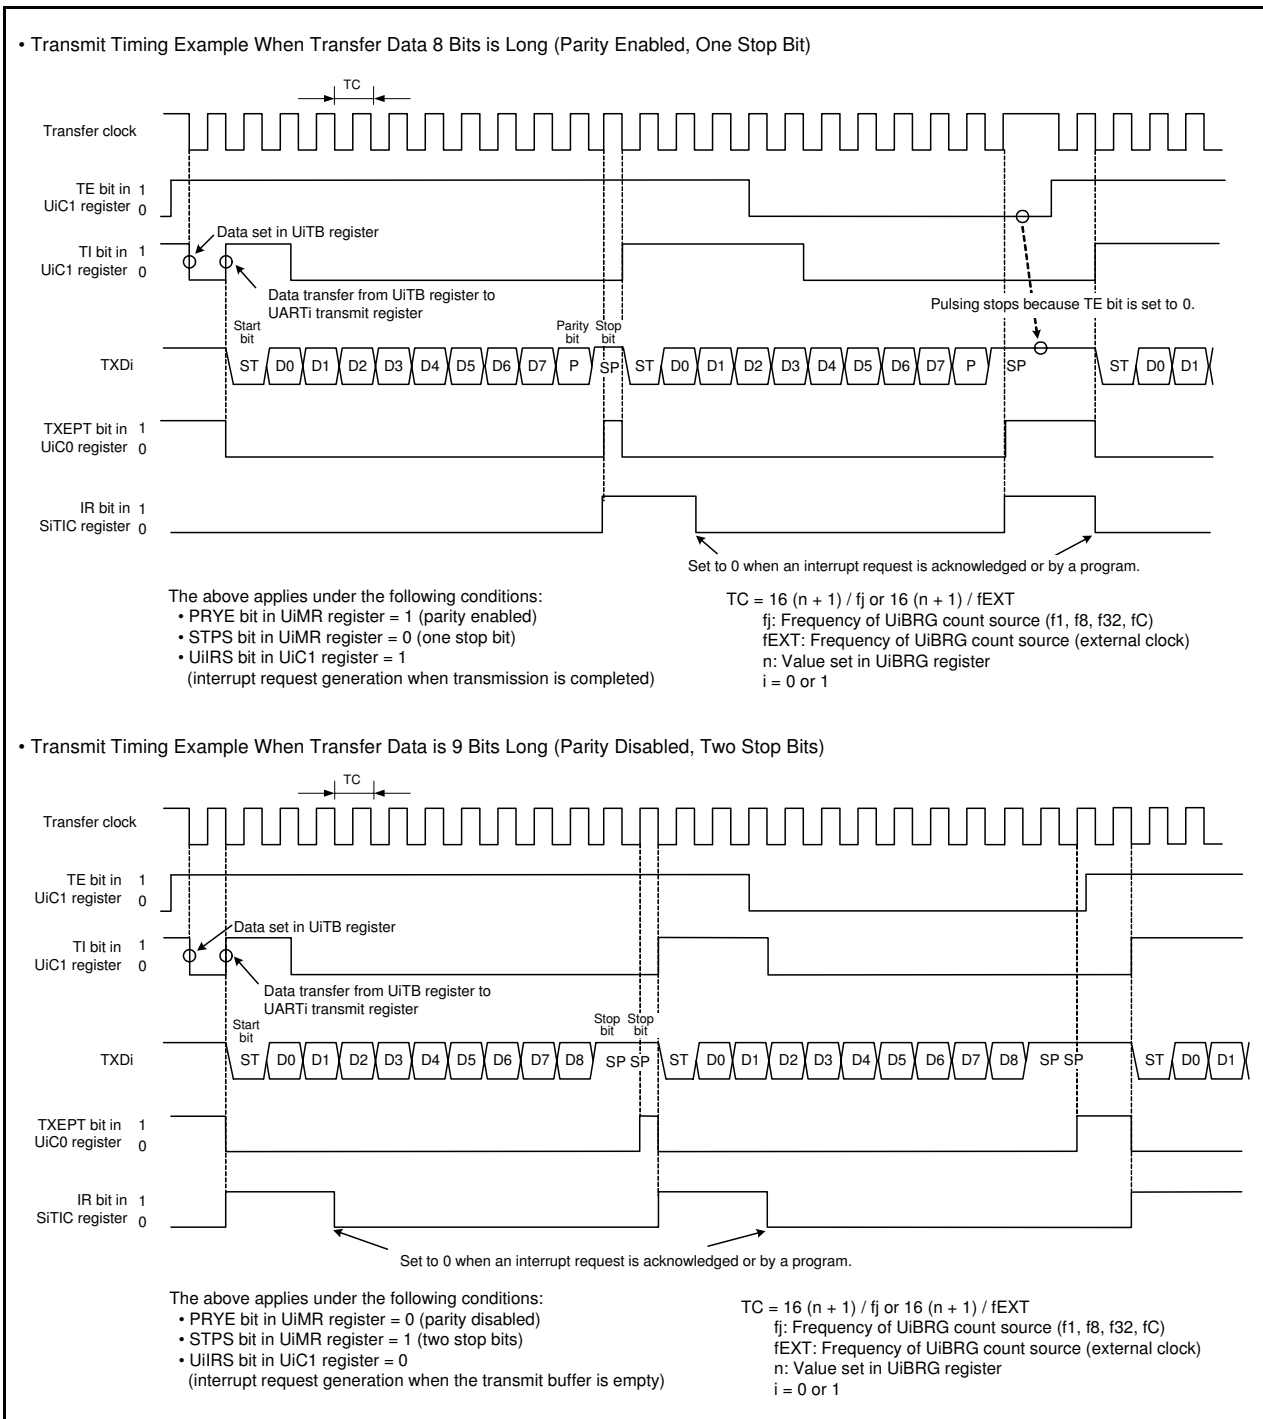 • Transmit Timing Example When Transfer Data 8 Bits is Long (Parity Enabled, One Stop Bit)
TC
Transfer clock
TE bit in 1
UiC1 register 0
Data set in UiTB register
TI bit in 1
UiC1 register 0
Data transfer from UiTB register to
UARTi transmit register
Pulsing stops because TE bit is set to 0.
Start bit
Parity bit
Stop bit
TXDi ST D0 D1 D2 D3 D4 D5 D6 D7 P SP ST D0 D1 D2 D3 D4 D5 D6 D7 P SP ST D0 D1
TXEPT bit in 1
UiC0 register 0
IR bit in 1
SiTIC register 0
Set to 0 when an interrupt request is acknowledged or by a program.
The above applies under the following conditions:
• PRYE bit in UiMR register = 1 (parity enabled)
• STPS bit in UiMR register = 0 (one stop bit)
• UiIRS bit in UiC1 register = 1
(interrupt request generation when transmission is completed)
TC = 16 (n + 1) / fj or 16 (n + 1) / fEXT
fj: Frequency of UiBRG count source (f1, f8, f32, fC)
fEXT: Frequency of UiBRG count source (external clock)
n: Value set in UiBRG register
i = 0 or 1
• Transmit Timing Example When Transfer Data is 9 Bits Long (Parity Disabled, Two Stop Bits)
TC
Transfer clock
TE bit in 1
UiC1 register 0
Data set in UiTB register
TI bit in 1
UiC1 register 0
Data transfer from UiTB register to
UARTi transmit register
Start bit
Stop bit
Stop bit
TXDi ST D0 D1 D2 D3 D4 D5 D6 D7 D8 SP SP ST D0 D1 D2 D3 D4 D5 D6 D7 D8 SP SP ST D0 D1
TXEPT bit in 1
UiC0 register 0
IR bit in 1
SiTIC register 0
Set to 0 when an interrupt request is acknowledged or by a program.
The above applies under the following conditions:
• PRYE bit in UiMR register = 0 (parity disabled)
• STPS bit in UiMR register = 1 (two stop bits)
• UiIRS bit in UiC1 register = 0
(interrupt request generation when the transmit buffer is empty)
TC = 16 (n + 1) / fj or 16 (n + 1) / fEXT
fj: Frequency of UiBRG count source (f1, f8, f32, fC)
fEXT: Frequency of UiBRG count source (external clock)
n: Value set in UiBRG register
i = 0 or 1